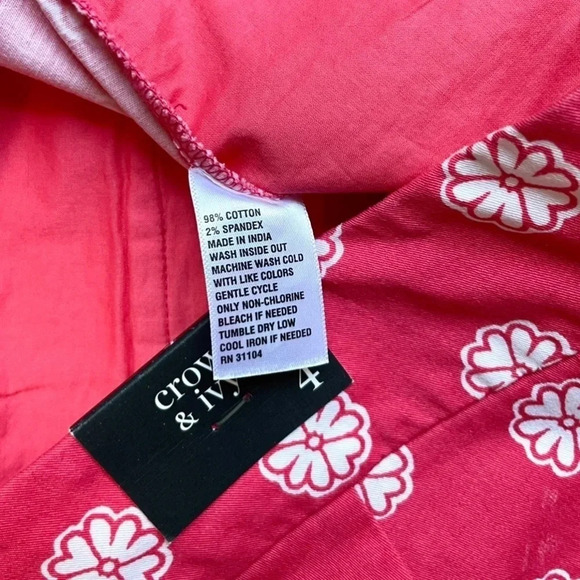 98% COTTON
2% SPANDEX
MADE IN INDIA
WASH INSIDE OUT
MACHINE WASH COLD
WITH LIKE COLORS
GENTLE CYCLE
ONLY NON-CHLORINE
BLEACH IF NEEDED
TUMBLE DRY LOW
COOL IRON IF NEEDED
RN 31104
crow
& ivy
4